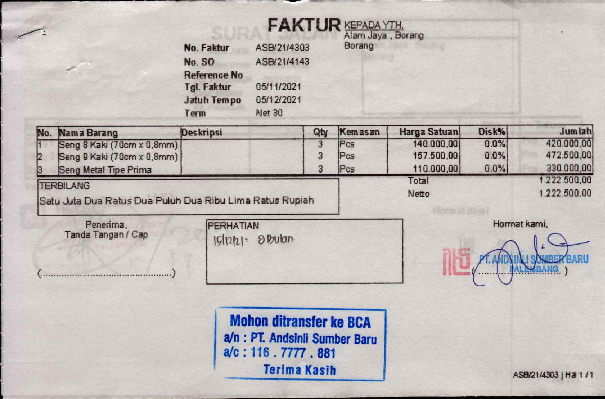 FAKTUR
KEPADA YTH.
Alam Jaya , Borang
Borang
No. Faktur ASB/21/4303
No. SO ASB/21/4143
Reference No
Tgl. Faktur 05/11/2021
Jatuh Tempo 05/12/2021
Term Net 30
No. Nama Barang Deskripsi Qty Kemasan Harga Satuan Disk% Jumlah
1 Seng 8 Kaki (70cm x 0,8mm) 3 Pcs 140.000,00 0.0% 420.000,00
2 Seng 9 Kaki (70cm x 0,8mm) 3 Pcs 157.500,00 0.0% 472.500,00
3 Seng Metal Tipe Prima 3 Pcs 110.000,00 0.0% 330.000,00
Total 1.222.500,00
Netto 1.222.500,00
TERBILANG
Satu Juta Dua Ratus Dua Puluh Dua Ribu Lima Ratus Rupiah
Penerima,
Tanda Tangan / Cap
(..............................)
PERHATIAN
Hormat kami,
PT. ANDSINLI SUMBER BARU
PALEMBANG
Mohon ditransfer ke BCA
a/n : PT. Andsinli Sumber Baru
a/c : 116 . 7777 . 881
Terima Kasih
ASB/21/4303 | Hal 1 / 1